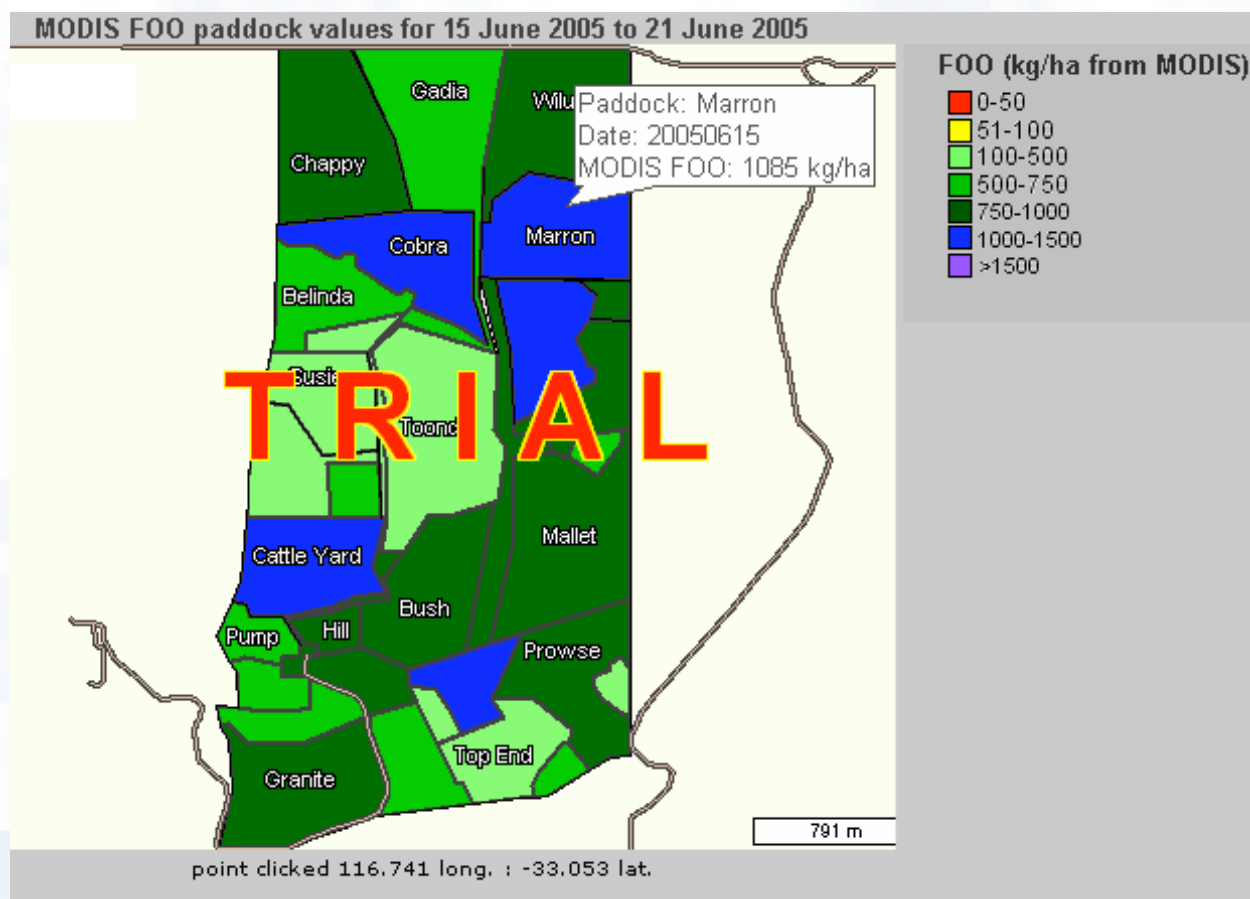 MODIS FOO paddock values for 15 June 2005 to 21 June 2005
FOO (kg/ha from MODIS)
0-50
51-100
100-500
500-750
750-1000
1000-1500
>1500
Gadia
Paddock: Marron
Date: 20050615
MODIS FOO: 1085 kg/ha
Chappy
Cobra
Marron
Belinda
TRIAL
Mallet
Cattle Yard
Bush
Hill
Pump
Prowse
Top End
Granite
791 m
point clicked 116.741 long. : -33.053 lat.